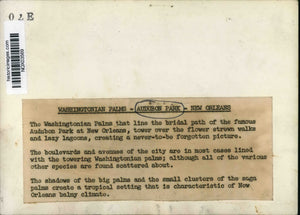 02E
historicimages.com
WASHINGTONIAN PALMS - AUDUBON PARK - NEW ORLEANS
The Washingtonian Palms that line the bridal path of the famous
Audubon Park at New Orleans, tower over the flower strewn walks
and lazy lagoons, creating a never-to-be forgotten picture.
The boulevards and avenues of the city are in most cases lined
with the towering Washingtonian palms; although all of the various
other species are found scattered about.
The shadows of the big palms and the small clusters of the saga
palms create a tropical setting that is characteristic of New
Orleans balmy climate.